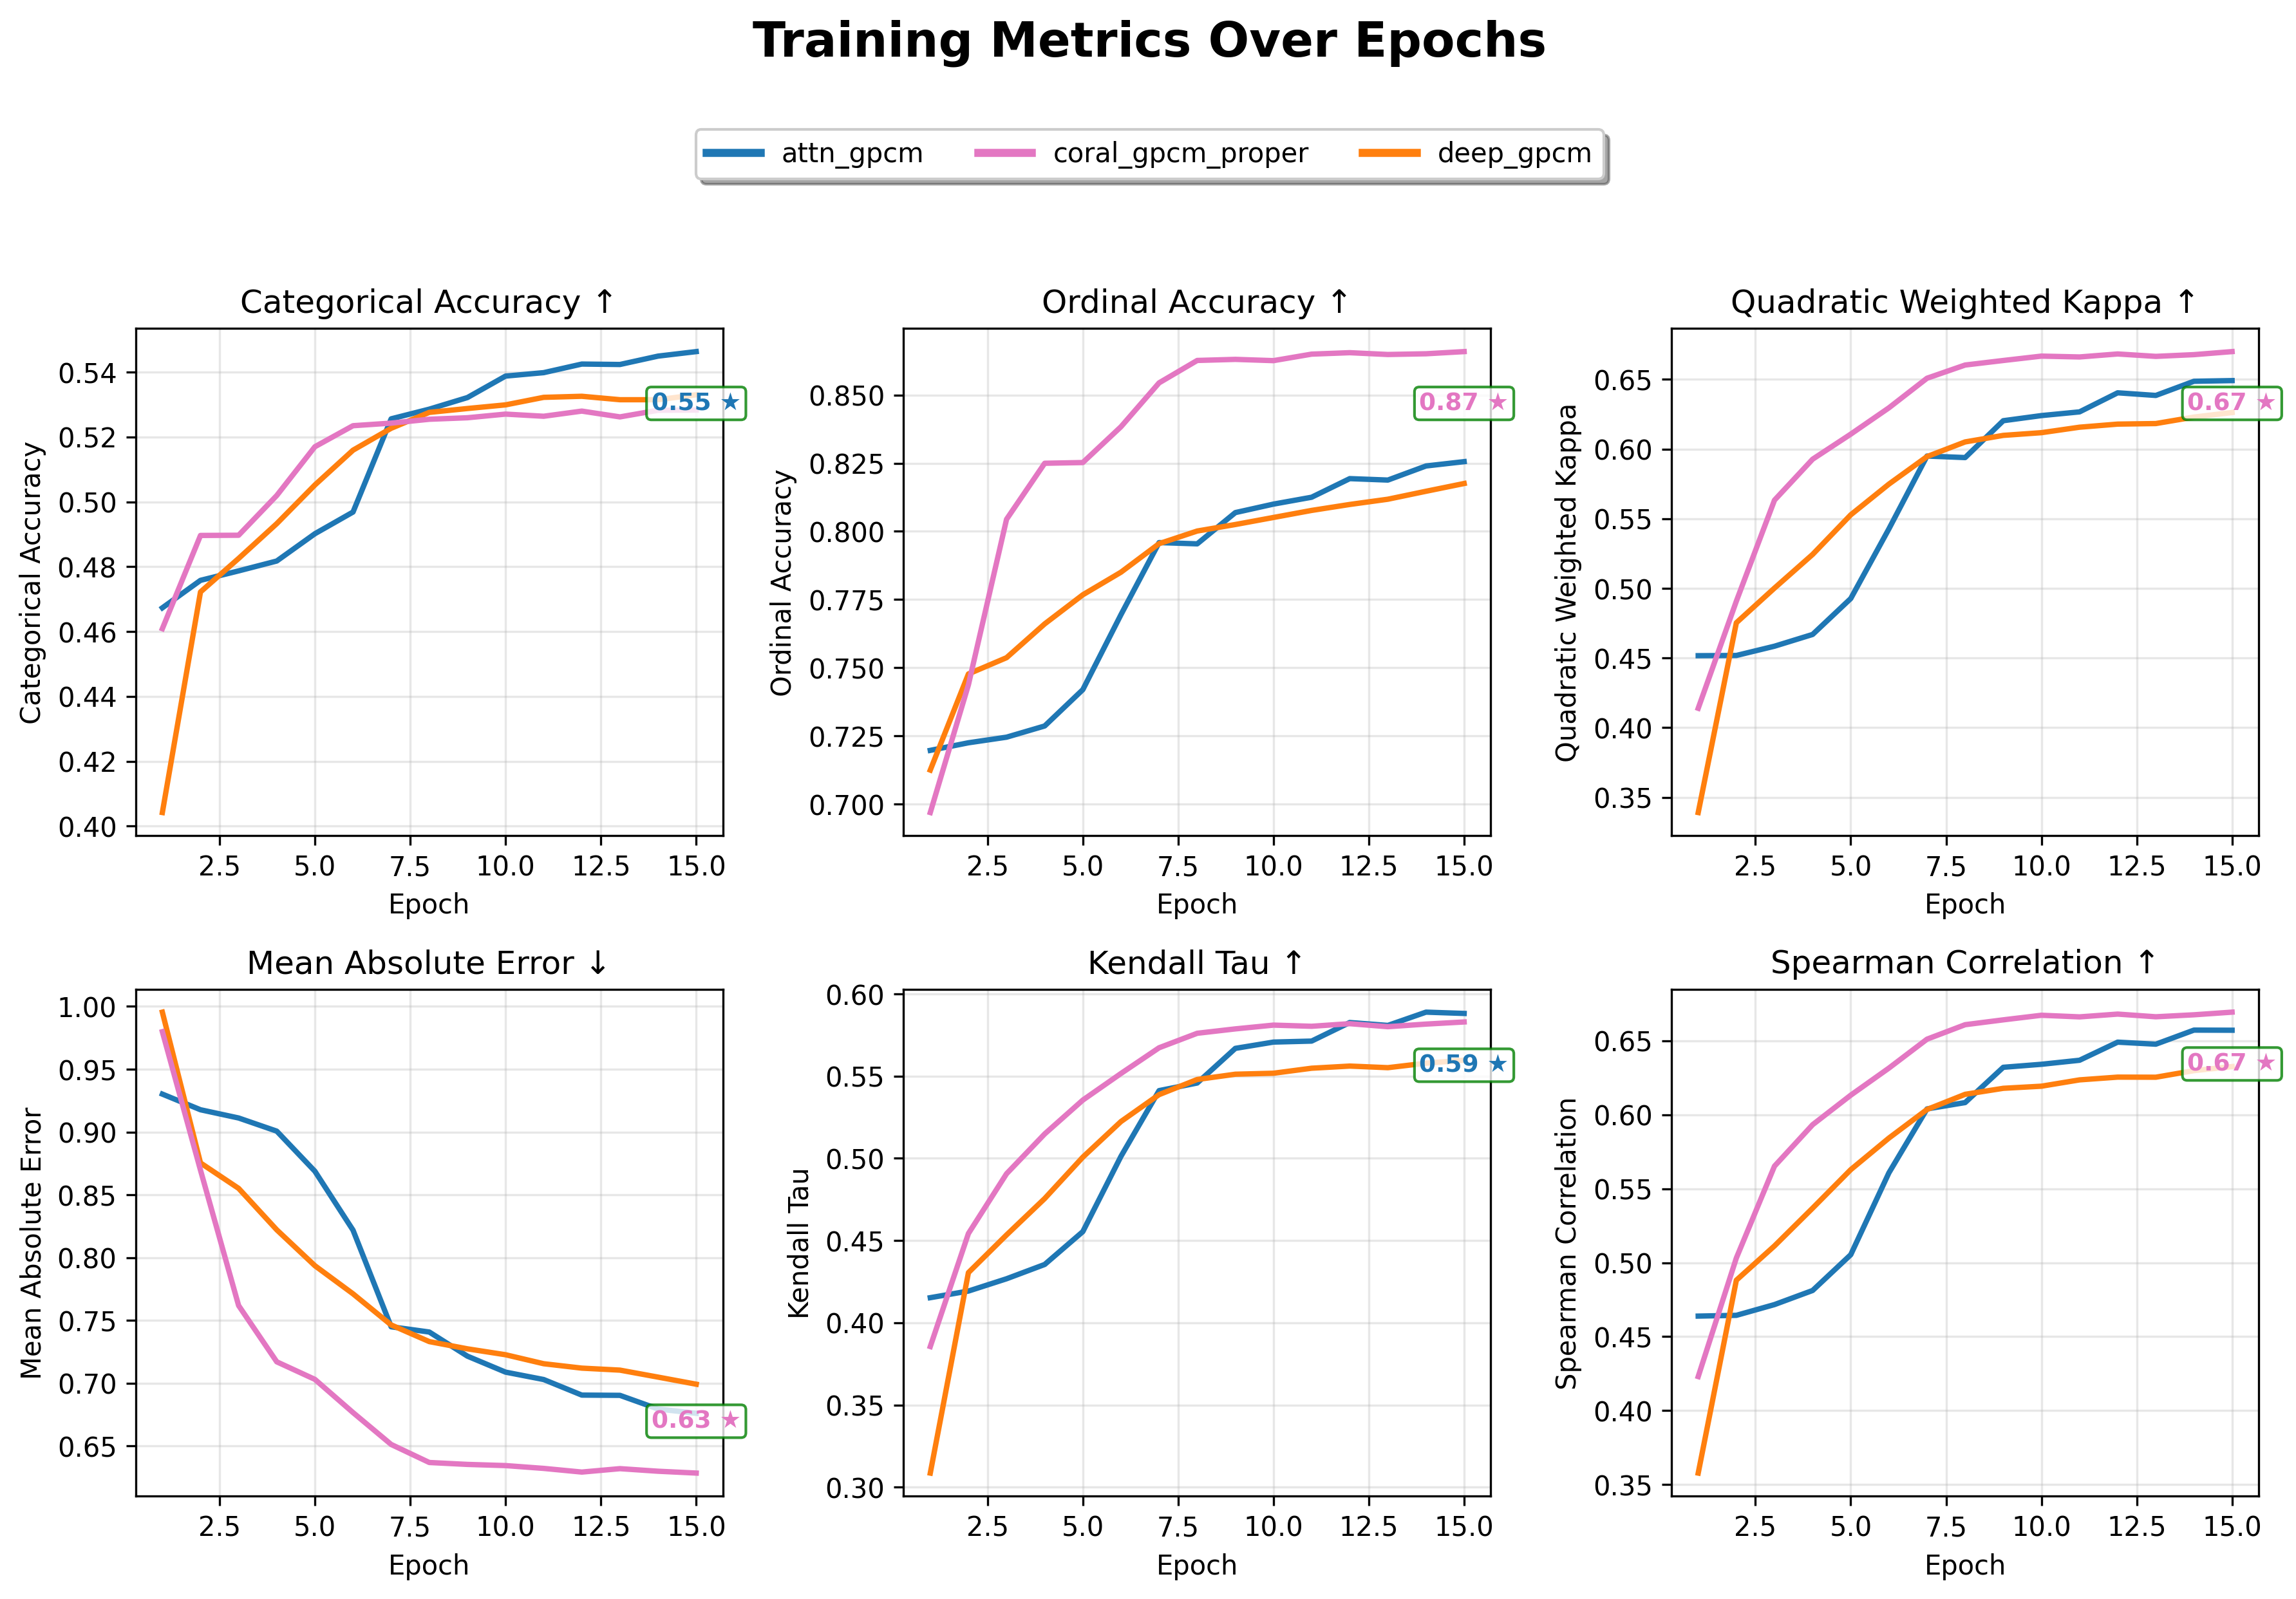 Training Metrics Over Epochs
attn_gpcm coral_gpcm_proper deep_gpcm
Categorical Accuracy ↑
Categorical Accuracy
0.54
0.52
0.50
0.48
0.46
0.44
0.42
0.40
0.55 ★
2.5 5.0 7.5 10.0 12.5 15.0
Epoch
Ordinal Accuracy ↑
Ordinal Accuracy
0.850
0.825
0.800
0.775
0.750
0.725
0.700
0.87 ★
2.5 5.0 7.5 10.0 12.5 15.0
Epoch
Quadratic Weighted Kappa ↑
Quadratic Weighted Kappa
0.65
0.60
0.55
0.50
0.45
0.40
0.35
0.67 ★
2.5 5.0 7.5 10.0 12.5 15.0
Epoch
Mean Absolute Error ↓
Mean Absolute Error
1.00
0.95
0.90
0.85
0.80
0.75
0.70
0.65
0.63 ★
2.5 5.0 7.5 10.0 12.5 15.0
Epoch
Kendall Tau ↑
Kendall Tau
0.60
0.55
0.50
0.45
0.40
0.35
0.30
0.59 ★
2.5 5.0 7.5 10.0 12.5 15.0
Epoch
Spearman Correlation ↑
Spearman Correlation
0.65
0.60
0.55
0.50
0.45
0.40
0.35
0.67 ★
2.5 5.0 7.5 10.0 12.5 15.0
Epoch